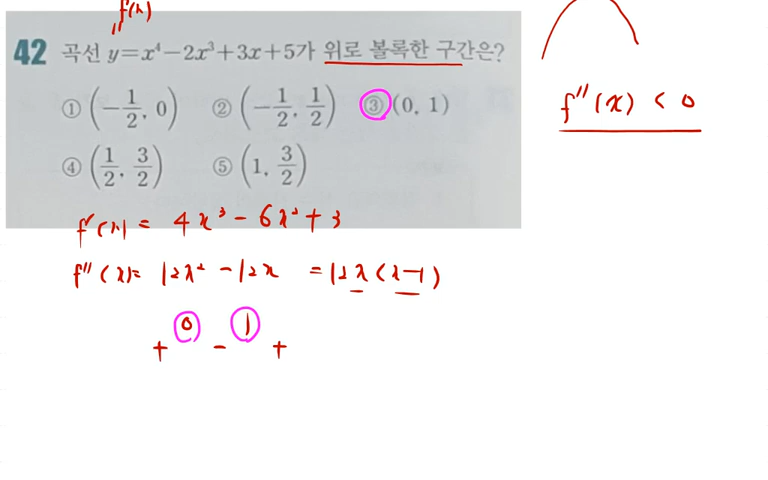 f(x)
"
42 곡선 y=x⁴−2x³+3x+5가 위로 볼록한 구간은?
① (−1/2, 0) ② (−1/2, 1/2) ③ (0, 1)
④ (1/2, 3/2) ⑤ (1, 3/2)
f''(x) < 0
f'(x) = 4x³ − 6x² + 3
f''(x)= 12x² − 12x = 12x(x−1)
0 1
+ − +